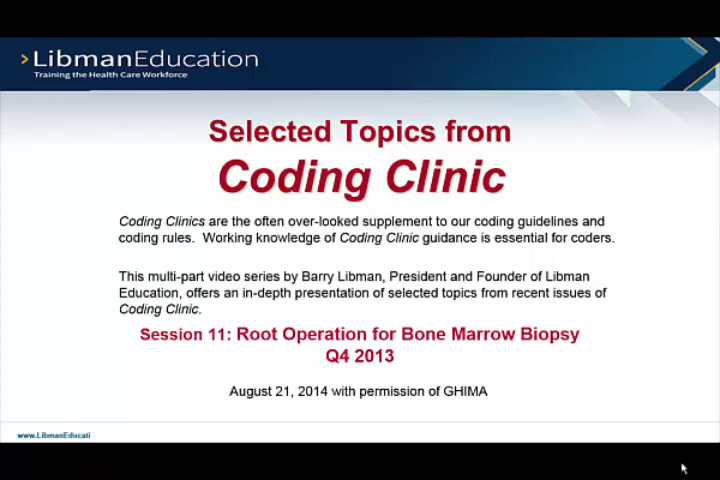 LibmanEducation
Training the Health Care Workforce
Selected Topics from
Coding Clinic
Coding Clinics are the often over-looked supplement to our coding guidelines and
coding rules. Working knowledge of Coding Clinic guidance is essential for coders.
This multi-part video series by Barry Libman, President and Founder of Libman
Education, offers an in-depth presentation of selected topics from recent issues of
Coding Clinic.
Session 11: Root Operation for Bone Marrow Biopsy
Q4 2013
August 21, 2014 with permission of GHIMA
www.LibmanEducati